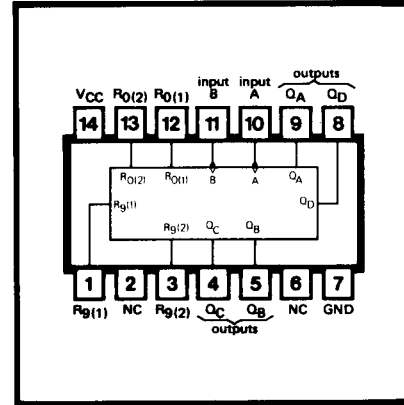 input input outputs
VCC R0(2) R0(1) B A QA QD
14 13 12 11 10 9 8
R0(2) R0(1) B A QA
R9(1) QD
R9(2) QC QB
1 2 3 4 5 6 7
R9(1) NC R9(2) QC QB NC GND
outputs